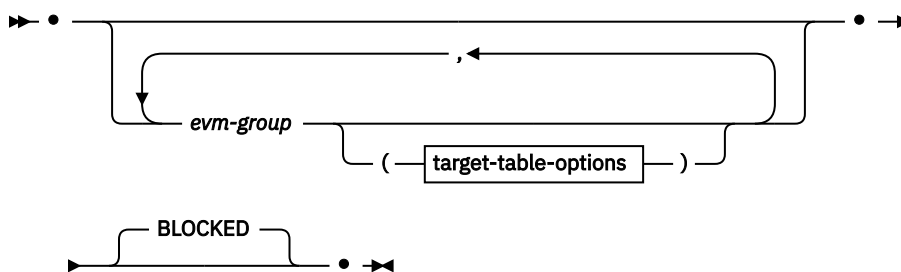 ,
evm-group
( target-table-options )
BLOCKED